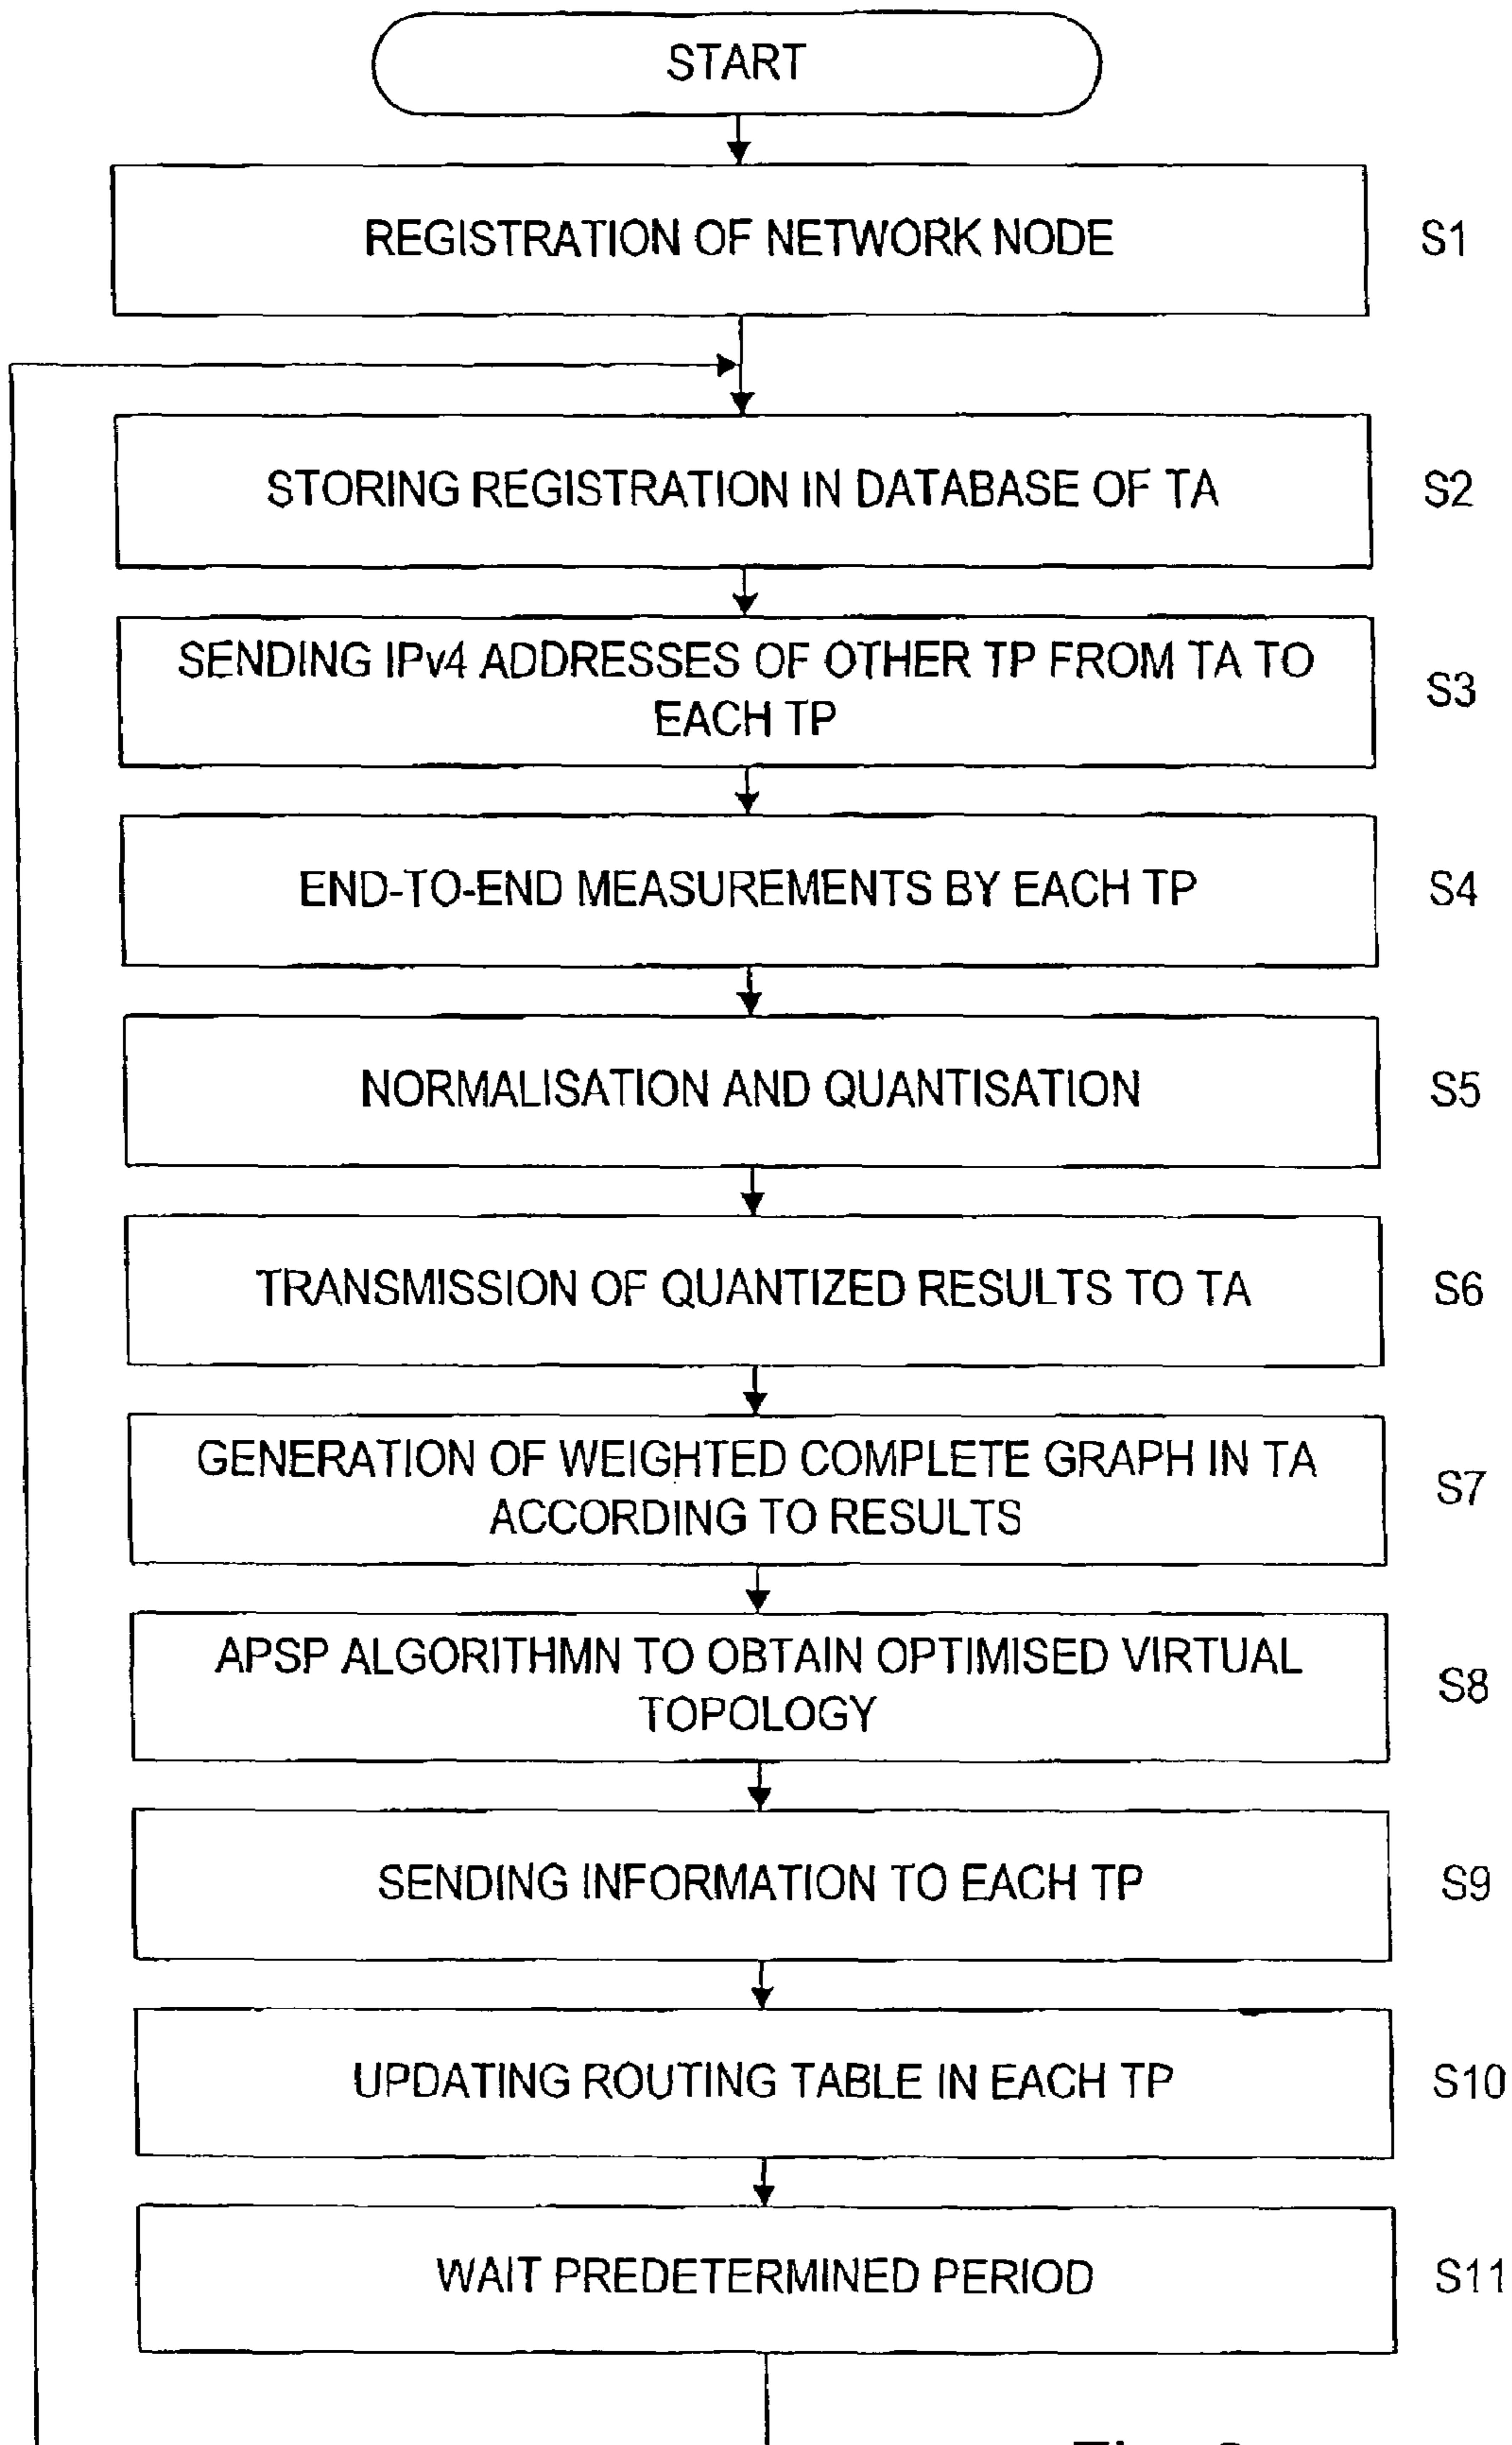 START
REGISTRATION OF NETWORK NODE
S1
STORING REGISTRATION IN DATABASE OF TA
S2
SENDING IPv4 ADDRESSES OF OTHER TP FROM TA TO
EACH TP
S3
END-TO-END MEASUREMENTS BY EACH TP
S4
NORMALISATION AND QUANTISATION
S5
TRANSMISSION OF QUANTIZED RESULTS TO TA
S6
GENERATION OF WEIGHTED COMPLETE GRAPH IN TA
ACCORDING TO RESULTS
S7
APSP ALGORITHMN TO OBTAIN OPTIMISED VIRTUAL
TOPOLOGY
S8
SENDING INFORMATION TO EACH TP
S9
UPDATING ROUTING TABLE IN EACH TP
S10
WAIT PREDETERMINED PERIOD
S11